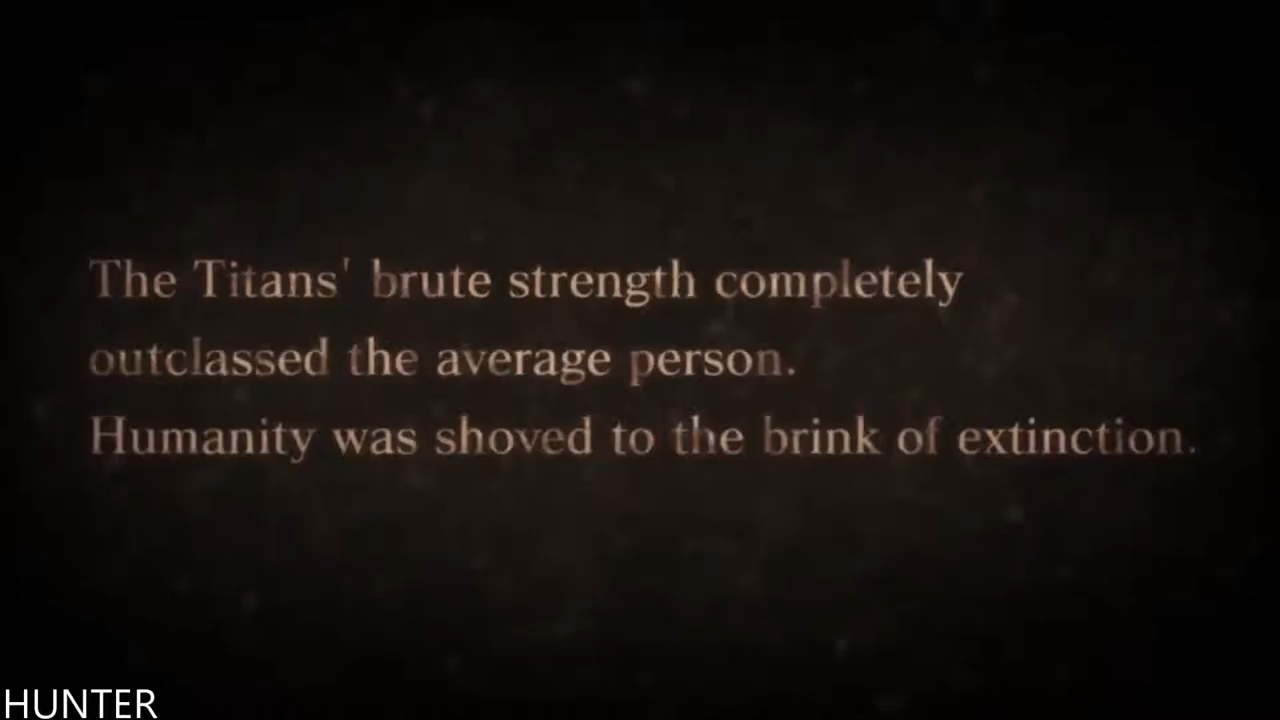 The Titans' brute strength completely
outclassed the average person.
Humanity was shoved to the brink of extinction.
HUNTER